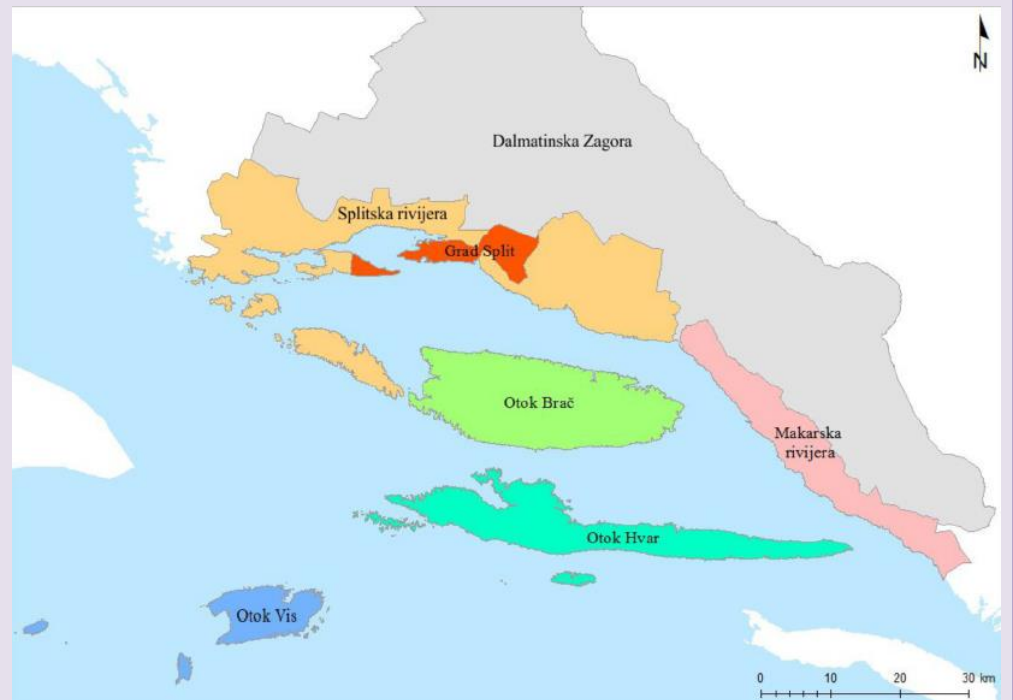 N
Dalmatinska Zagora
Splitska rivijera
Grad Split
Otok Brač
Makarska
rivijera
Otok Hvar
Otok Vis
0 10 20 30 km